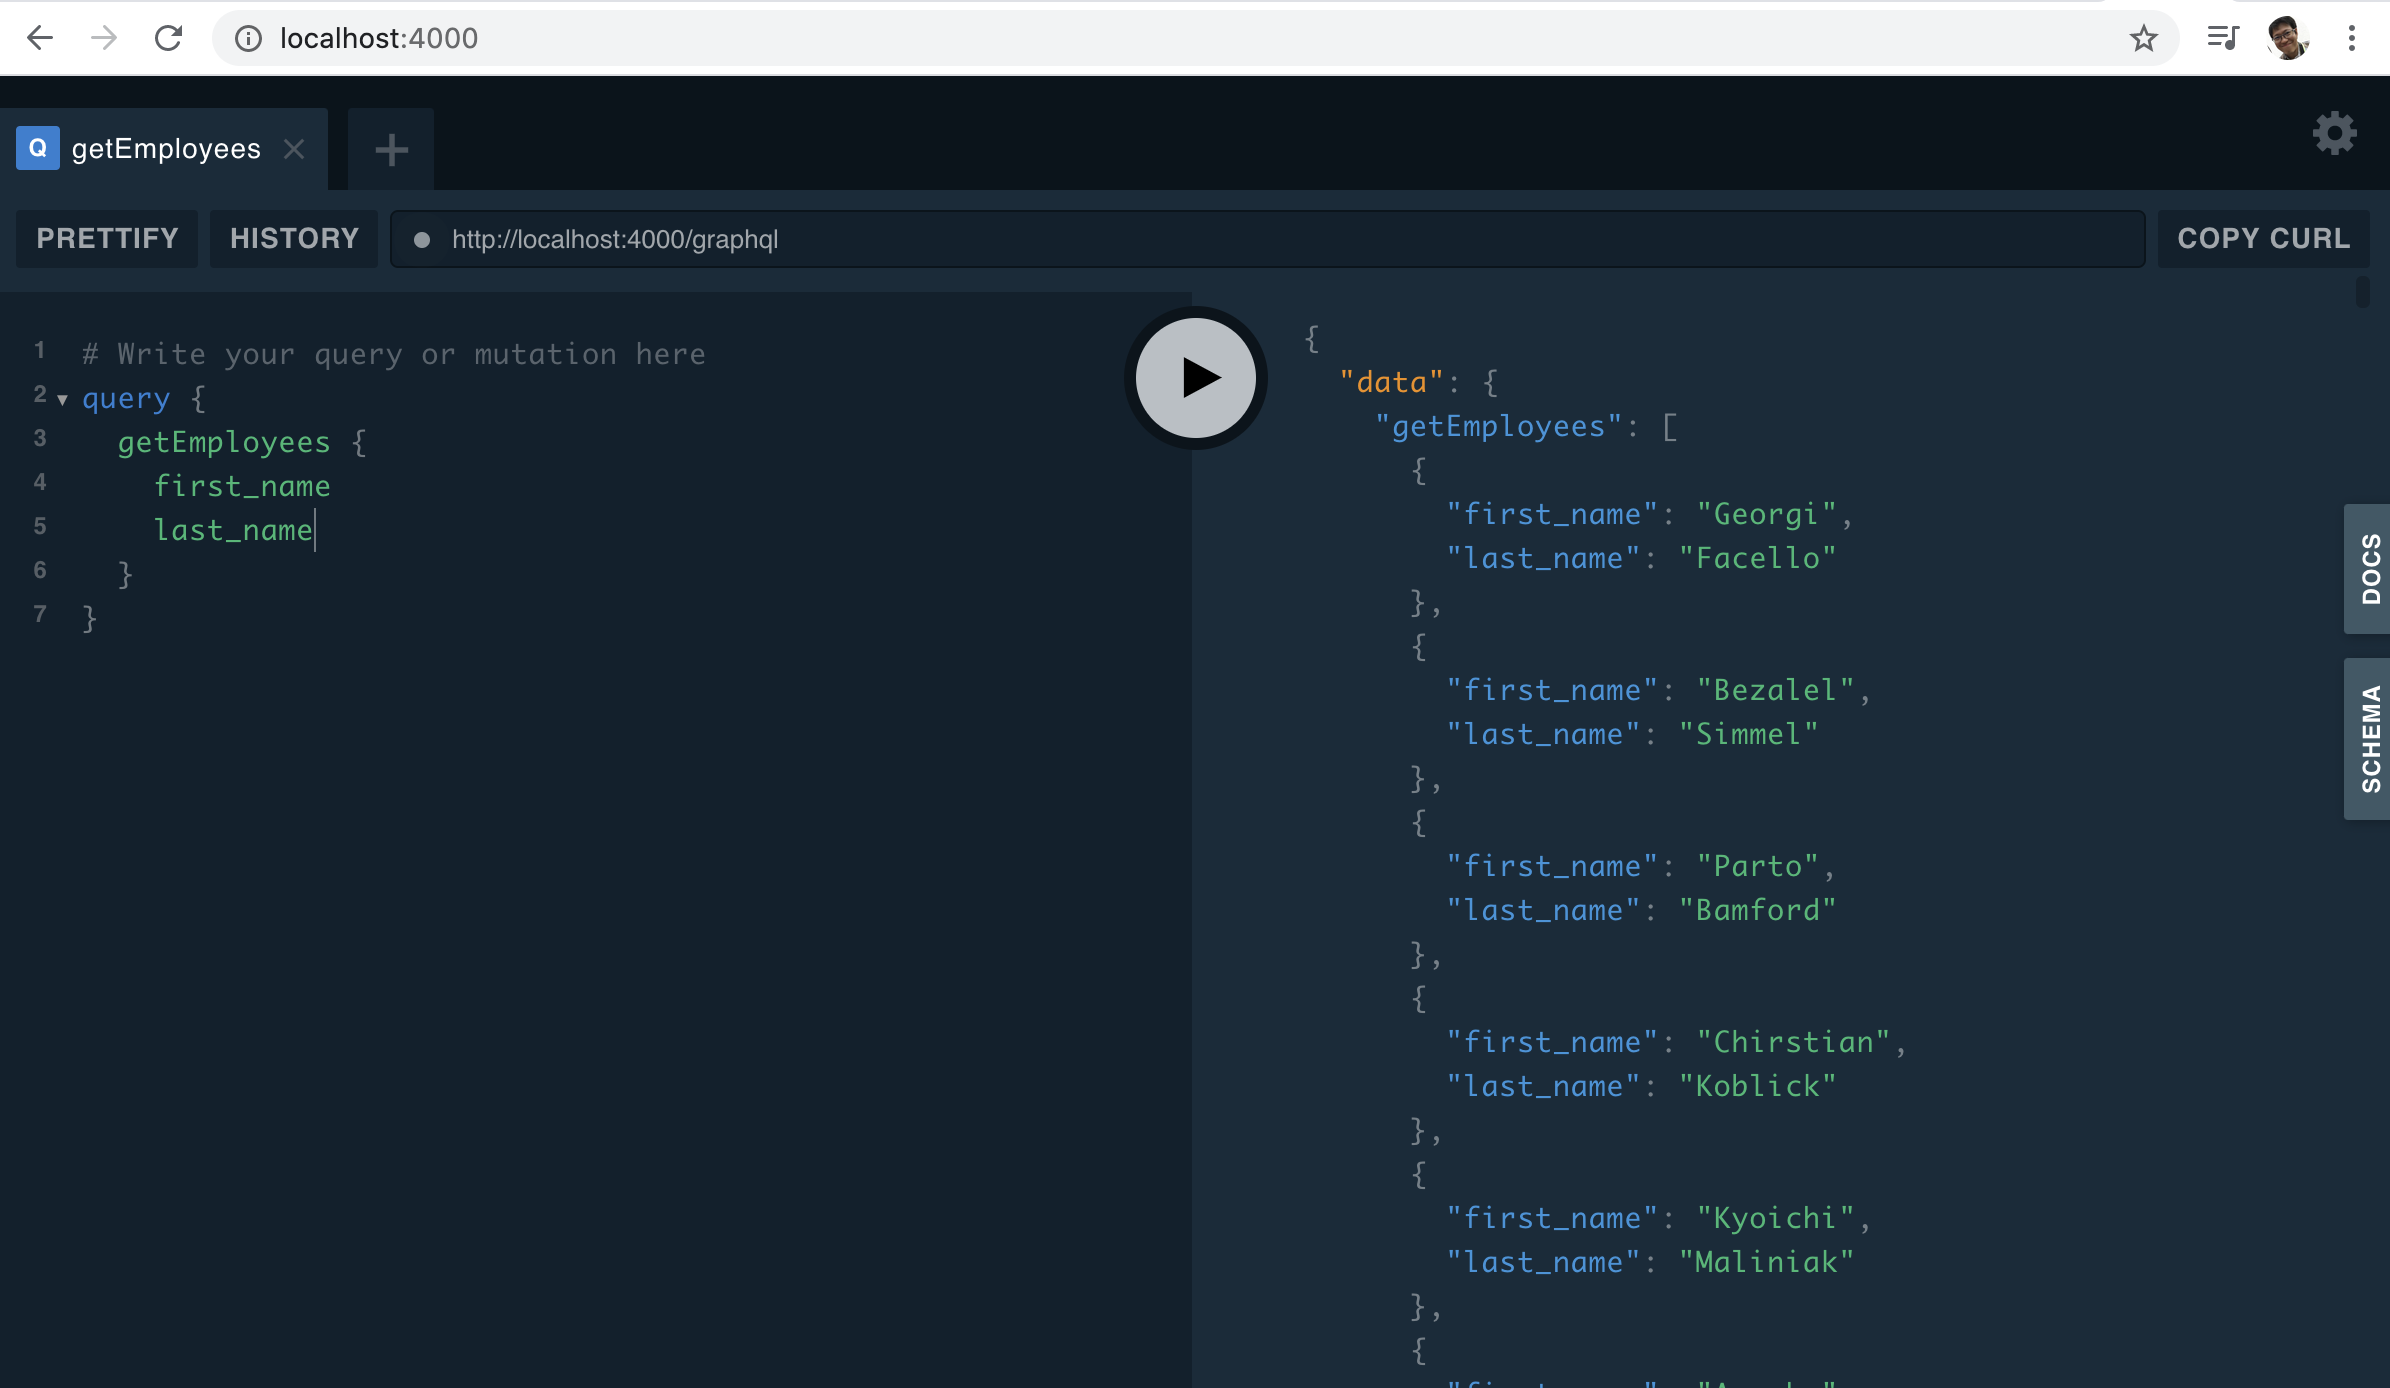 localhost:4000
Q getEmployees
PRETTIFY HISTORY http://localhost:4000/graphql COPY CURL
1 # Write your query or mutation here
2 query {
3 getEmployees {
4 first_name
5 last_name
6 }
7 }
{
"data": {
"getEmployees": [
{
"first_name": "Georgi",
"last_name": "Facello"
},
{
"first_name": "Bezalel",
"last_name": "Simmel"
},
{
"first_name": "Parto",
"last_name": "Bamford"
},
{
"first_name": "Chirstian",
"last_name": "Koblick"
},
{
"first_name": "Kyoichi",
"last_name": "Maliniak"
},
{
DOCS
SCHEMA